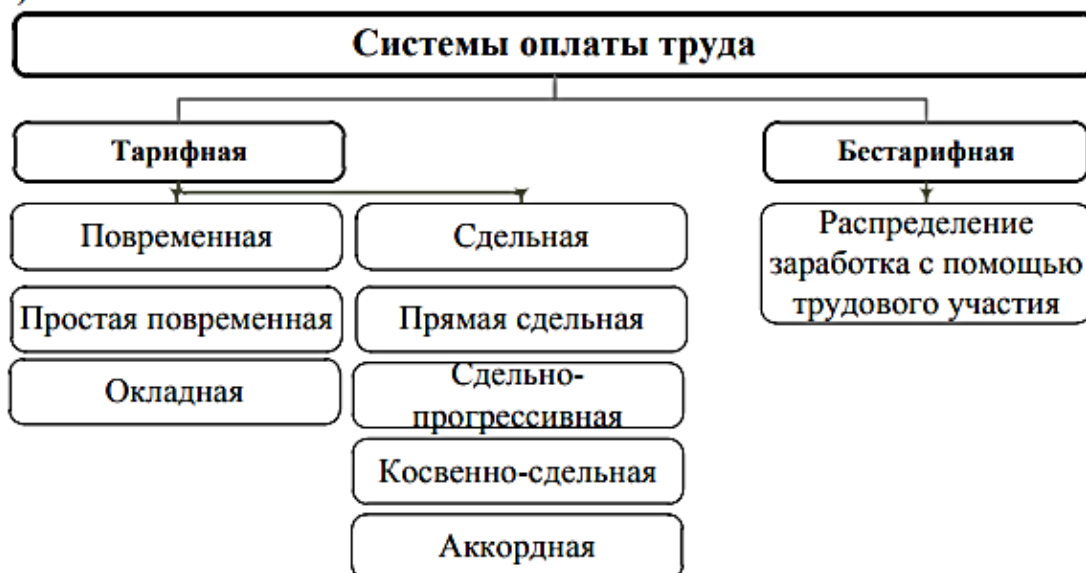 Системы оплаты труда
Тарифная
Бестарифная
Повременная
Сдельная
Распределение
заработка с помощью
трудового участия
Простая повременная
Прямая сдельная
Окладная
Сдельно-
прогрессивная
Косвенно-сдельная
Аккордная